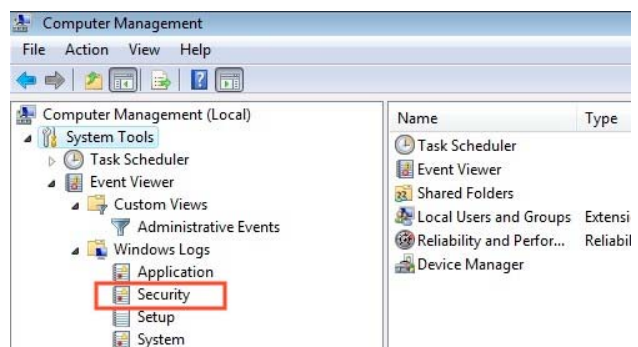 Computer Management
File Action View Help
Computer Management (Local)
System Tools
Task Scheduler
Event Viewer
Custom Views
Administrative Events
Windows Logs
Application
Security
Setup
System
Name Type
Task Scheduler
Event Viewer
Shared Folders
Local Users and Groups Extensi
Reliability and Perfor... Reliabil
Device Manager